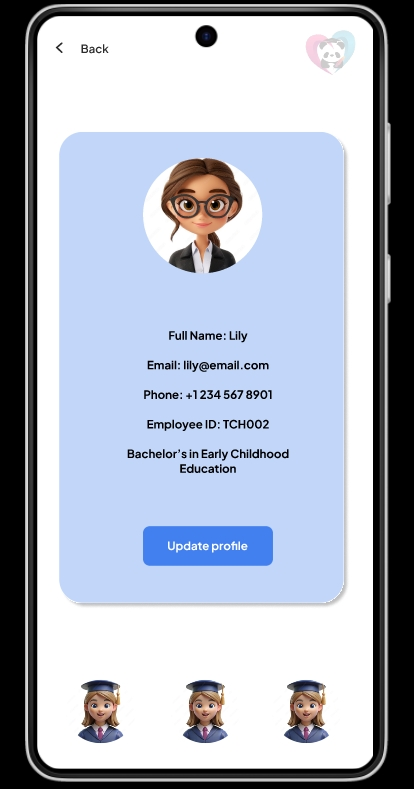 Back
Full Name: Lily
Email: lily@email.com
Phone: +1 234 567 8901
Employee ID: TCH002
Bachelor’s in Early Childhood
Education
Update profile